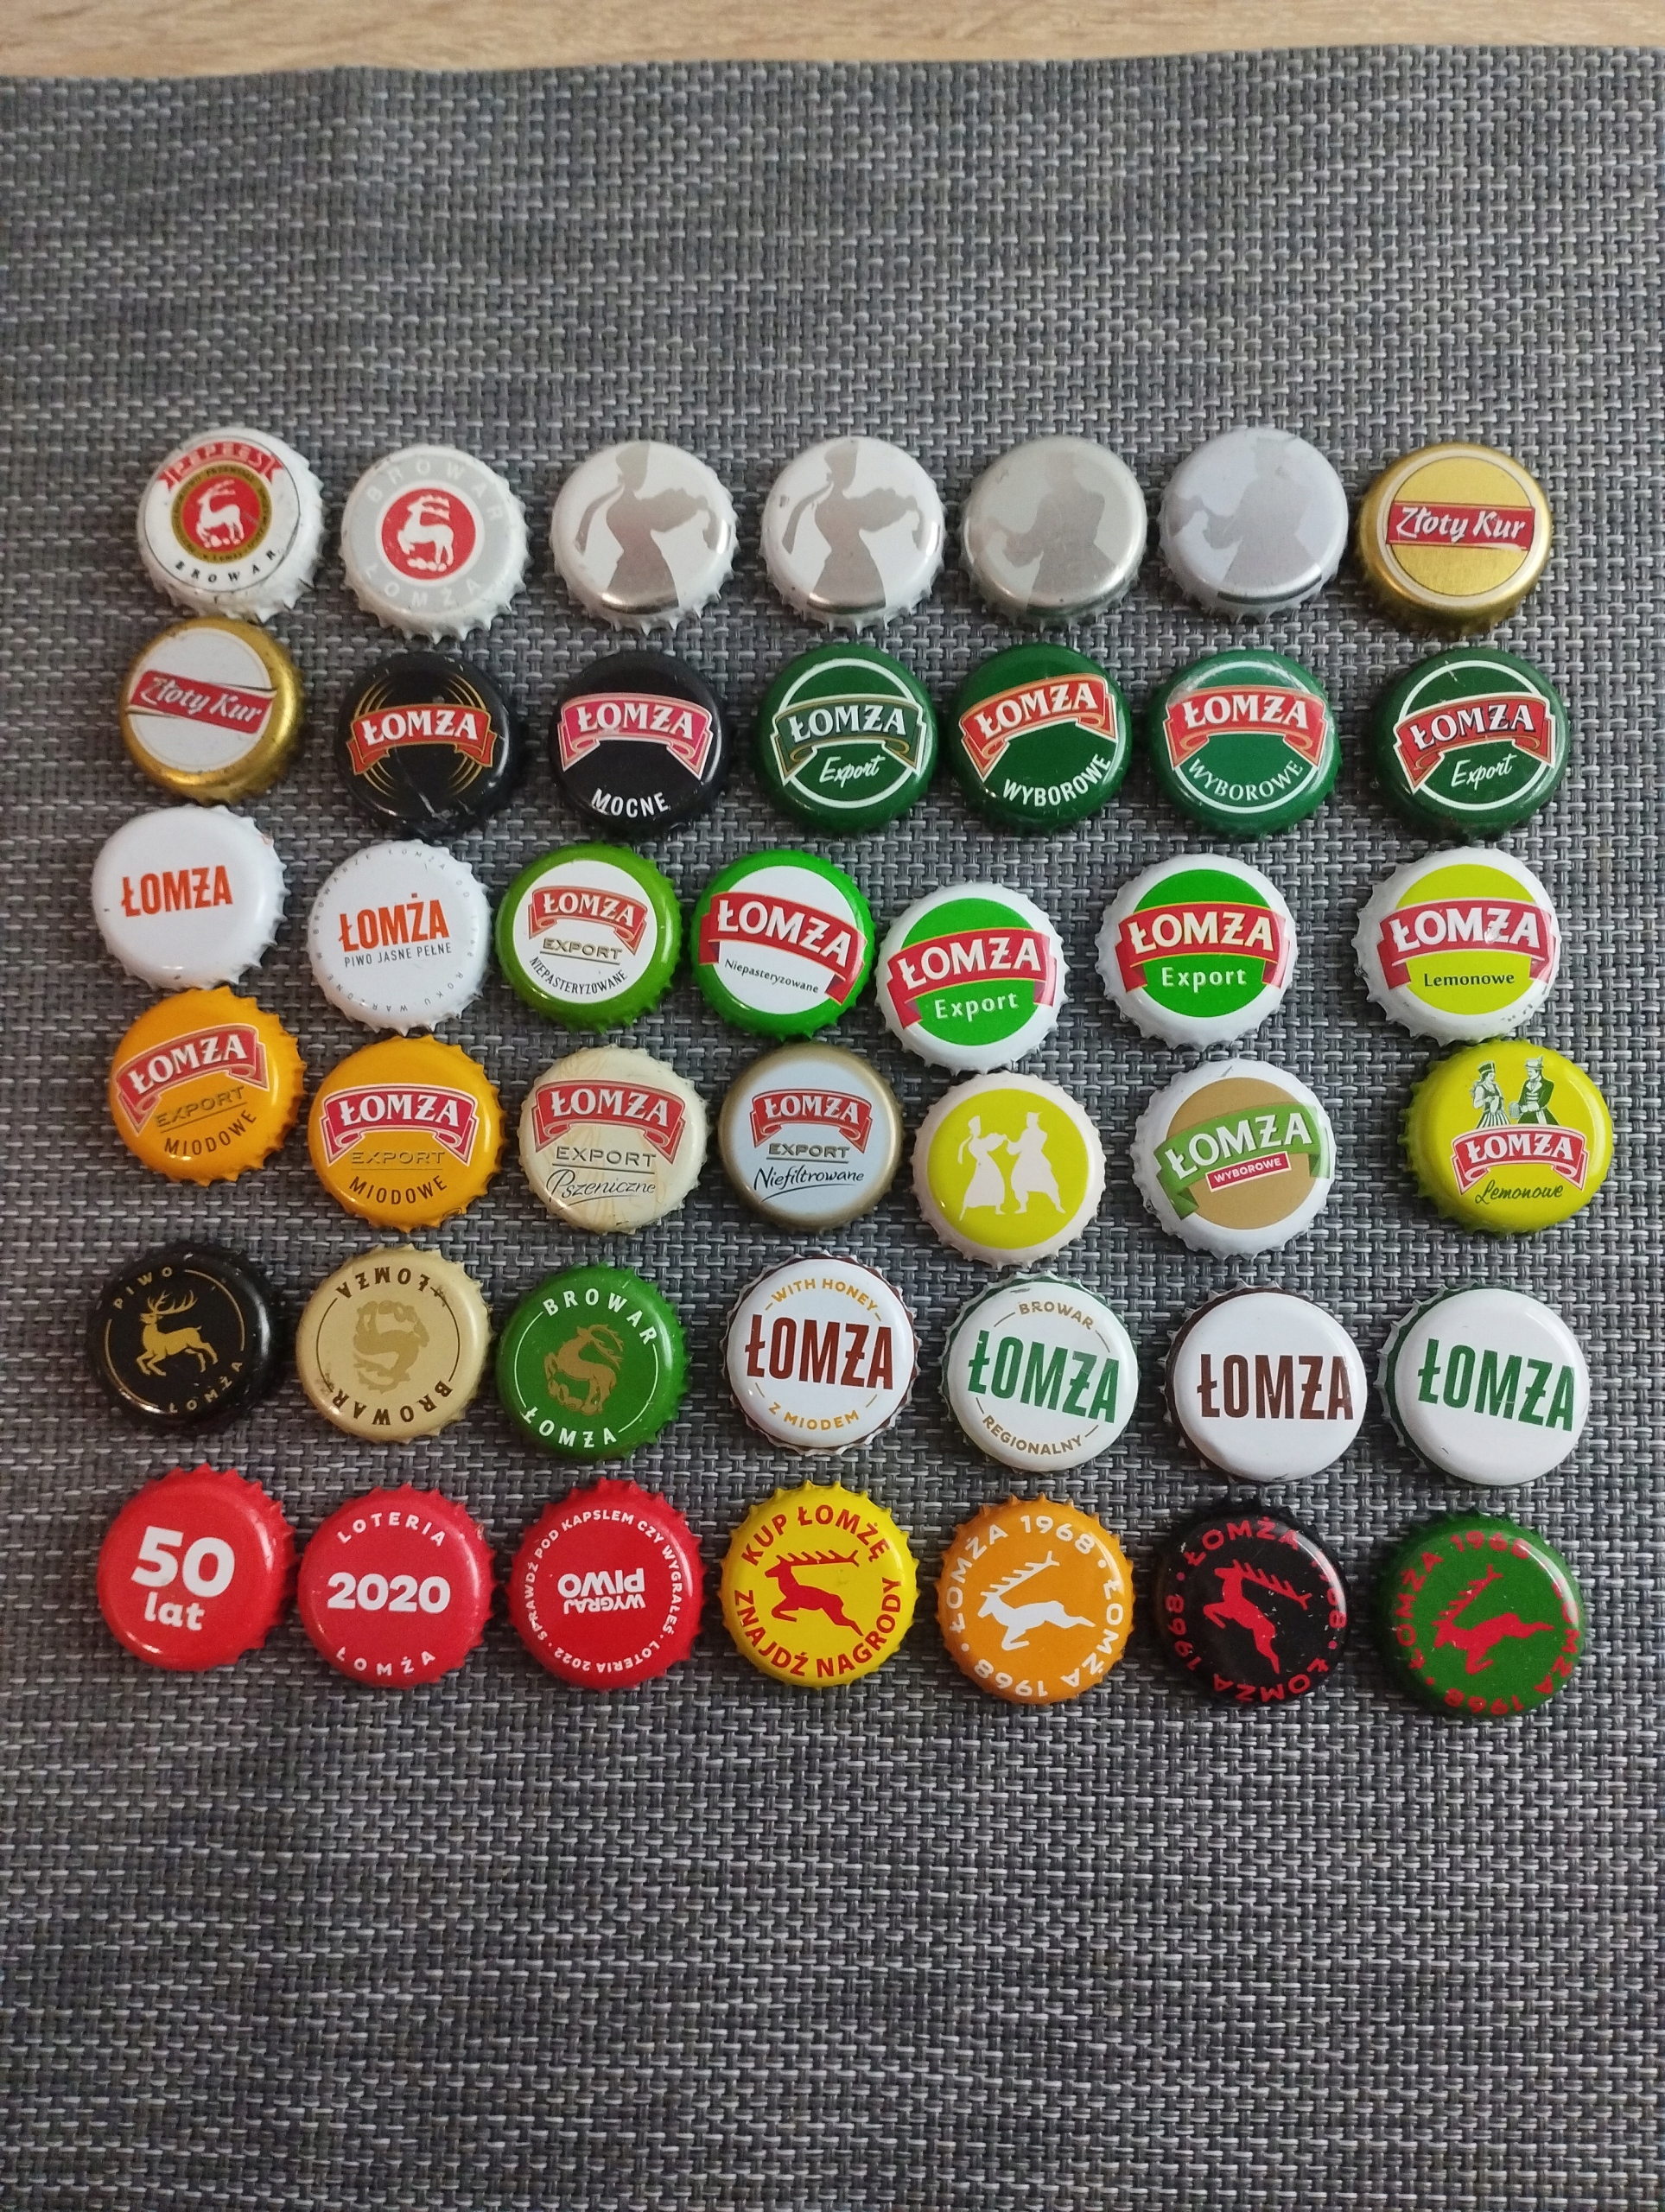 PEPEES
BROWAR
BROWAR
ŁOMŻA
Złoty Kur
Złoty Kur
ŁOMŻA
ŁOMŻA
MOCNE
ŁOMŻA
Export
ŁOMŻA
WYBOROWE
ŁOMŻA
WYBOROWE
ŁOMŻA
Export
ŁOMŻA
ŁOMŻA
PIWO JASNE PEŁNE
ŁOMŻA
EXPORT
NIEPASTERYZOWANE
ŁOMŻA
Niepasteryzowane
ŁOMŻA
Export
ŁOMŻA
Export
ŁOMŻA
Lemonowe
ŁOMŻA
EXPORT
MIODOWE
ŁOMŻA
EXPORT
MIODOWE
ŁOMŻA
EXPORT
Pszeniczne
ŁOMŻA
EXPORT
Niefiltrowane
ŁOMŻA
WYBOROWE
ŁOMŻA
Lemonowe
PIWO
ŁOMŻA
BROWAR
ŁOMŻA
BROWAR
ŁOMŻA
WITH HONEY
ŁOMŻA
Z MIODEM
BROWAR
ŁOMŻA
REGIONALNY
ŁOMŻA
ŁOMŻA
50
lat
LOTERIA
2020
ŁOMŻA
SPRAWDŹ POD KAPSLEM CZY WYGRAŁEŚ • LOTERIA 2022 •
WYGRAJ
PIWO
KUP ŁOMŻĘ
ZNAJDŹ NAGRODY
ŁOMŻA 1968 • ŁOMŻA 1968 •
ŁOMŻA 1968 • ŁOMŻA 1968 •
ŁOMŻA 1968 • ŁOMŻA 1968 •